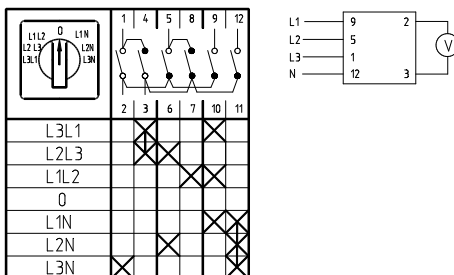 0
L1L2 L1N
L2 L3 L2N
L3L1 L3N
1 4 5 8 9 12
2 3 6 7 10 11
L3L1
L2L3
L1L2
0
L1N
L2N
L3N
L1 9 2
L2 5
L3 1
N 12 3
V